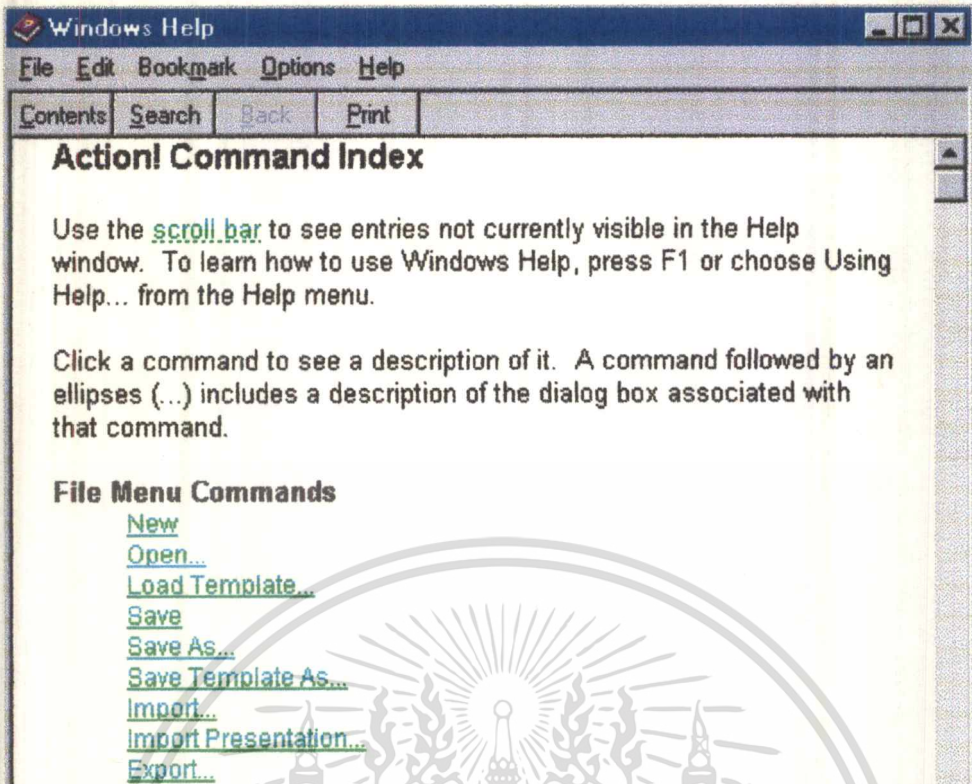 Windows Help
File Edit Bookmark Options Help
Contents Search Back Print
Action! Command Index
Use the scroll bar to see entries not currently visible in the Help
window. To learn how to use Windows Help, press F1 or choose Using
Help... from the Help menu.
Click a command to see a description of it. A command followed by an
ellipses (...) includes a description of the dialog box associated with
that command.
File Menu Commands
New
Open...
Load Template...
Save
Save As...
Save Template As...
Import...
Import Presentation...
Export...